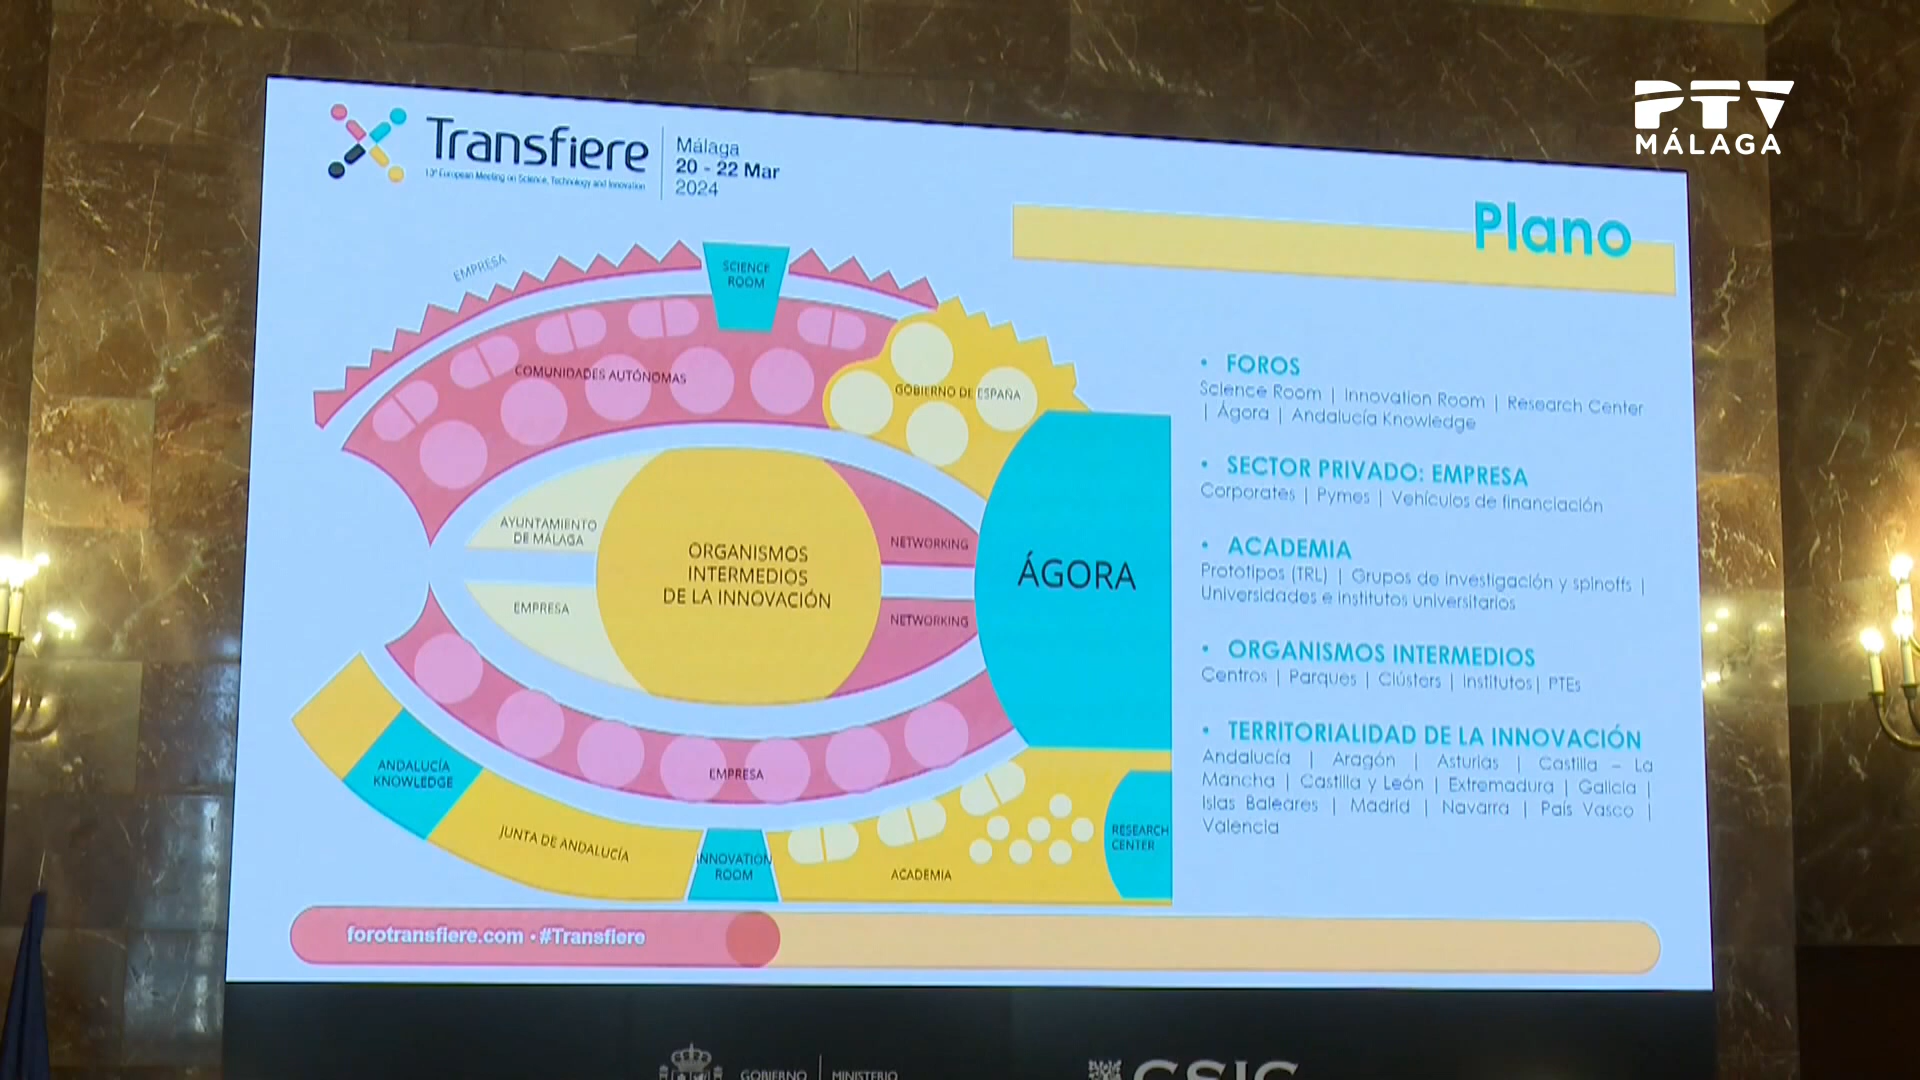 PTV
MÁLAGA
Transfiere
13º European Meeting on Science, Technology and Innovation
Málaga
20 - 22 Mar
2024
Plano
EMPRESA
SCIENCE
ROOM
COMUNIDADES AUTÓNOMAS
GOBIERNO DE ESPAÑA
AYUNTAMIENTO
DE MÁLAGA
EMPRESA
ORGANISMOS
INTERMEDIOS
DE LA INNOVACIÓN
NETWORKING
NETWORKING
ÁGORA
EMPRESA
ANDALUCÍA
KNOWLEDGE
JUNTA DE ANDALUCÍA
INNOVATION
ROOM
ACADEMIA
RESEARCH
CENTER
• FOROS
Science Room | Innovation Room | Research Center
| Ágora | Andalucía Knowledge
• SECTOR PRIVADO: EMPRESA
Corporates | Pymes | Vehículos de financiación
• ACADEMIA
Prototipos (TRL) | Grupos de investigación y spinoffs |
Universidades e institutos universitarios
• ORGANISMOS INTERMEDIOS
Centros | Parques | Clústers | Institutos | PTEs
• TERRITORIALIDAD DE LA INNOVACIÓN
Andalucía | Aragón | Asturias | Castilla – La
Mancha | Castilla y León | Extremadura | Galicia |
Islas Baleares | Madrid | Navarra | País Vasco |
Valencia
forotransfiere.com • #Transfiere
GOBIERNO MINISTERIO
CSIC